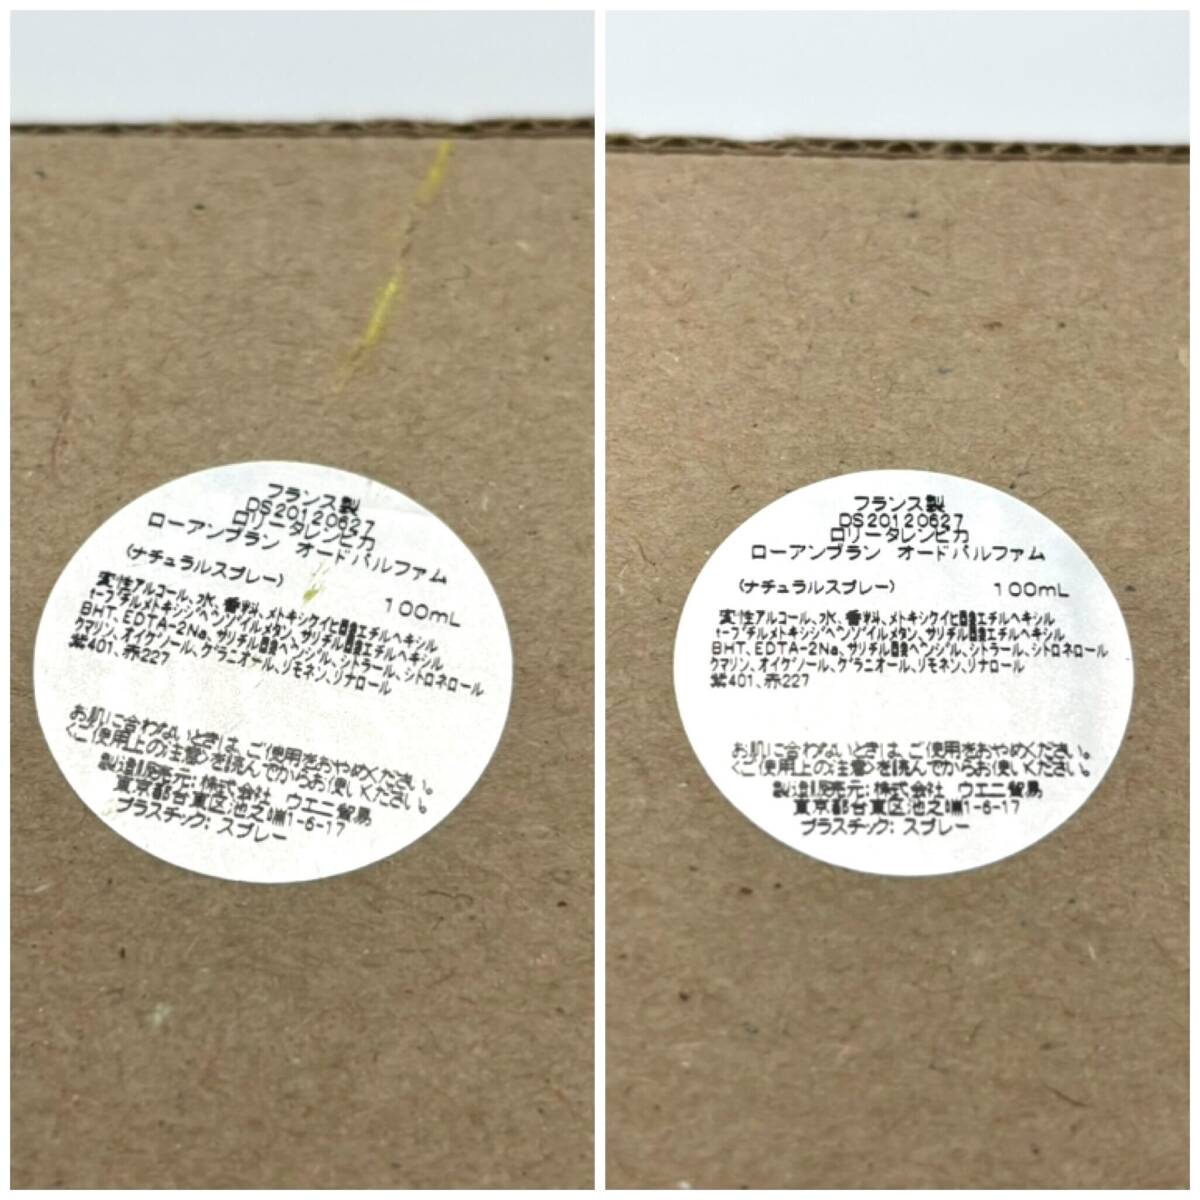 フランス製
DS20120627
ロリータレンピカ
ローアンブラン オードパルファム
(ナチュラルスプレー) 100mL
変性アルコール、水、香料、メトキシケイヒ酸エチルヘキシル
t-ブチルメトキシジベンゾイルメタン、サリチル酸エチルヘキシル
BHT、EDTA-2Na、サリチル酸ベンジル、シトラール、シトロネロール
クマリン、オイゲノール、ゲラニオール、リモネン、リナロール
紫401、赤227
お肌に合わないときは、ご使用をおやめください。
〈ご使用上の注意〉を読んでからお使いください。
製造販売元:株式会社 ウエニ貿易
東京都台東区池之端1-6-17
プラスチック:スプレー
フランス製
DS20120627
ロリータレンピカ
ローアンブラン オードパルファム
(ナチュラルスプレー) 100mL
変性アルコール、水、香料、メトキシケイヒ酸エチルヘキシル
t-ブチルメトキシジベンゾイルメタン、サリチル酸エチルヘキシル
BHT、EDTA-2Na、サリチル酸ベンジル、シトラール、シトロネロール
クマリン、オイゲノール、ゲラニオール、リモネン、リナロール
紫401、赤227
お肌に合わないときは、ご使用をおやめください。
〈ご使用上の注意〉を読んでからお使いください。
製造販売元:株式会社 ウエニ貿易
東京都台東区池之端1-6-17
プラスチック:スプレー